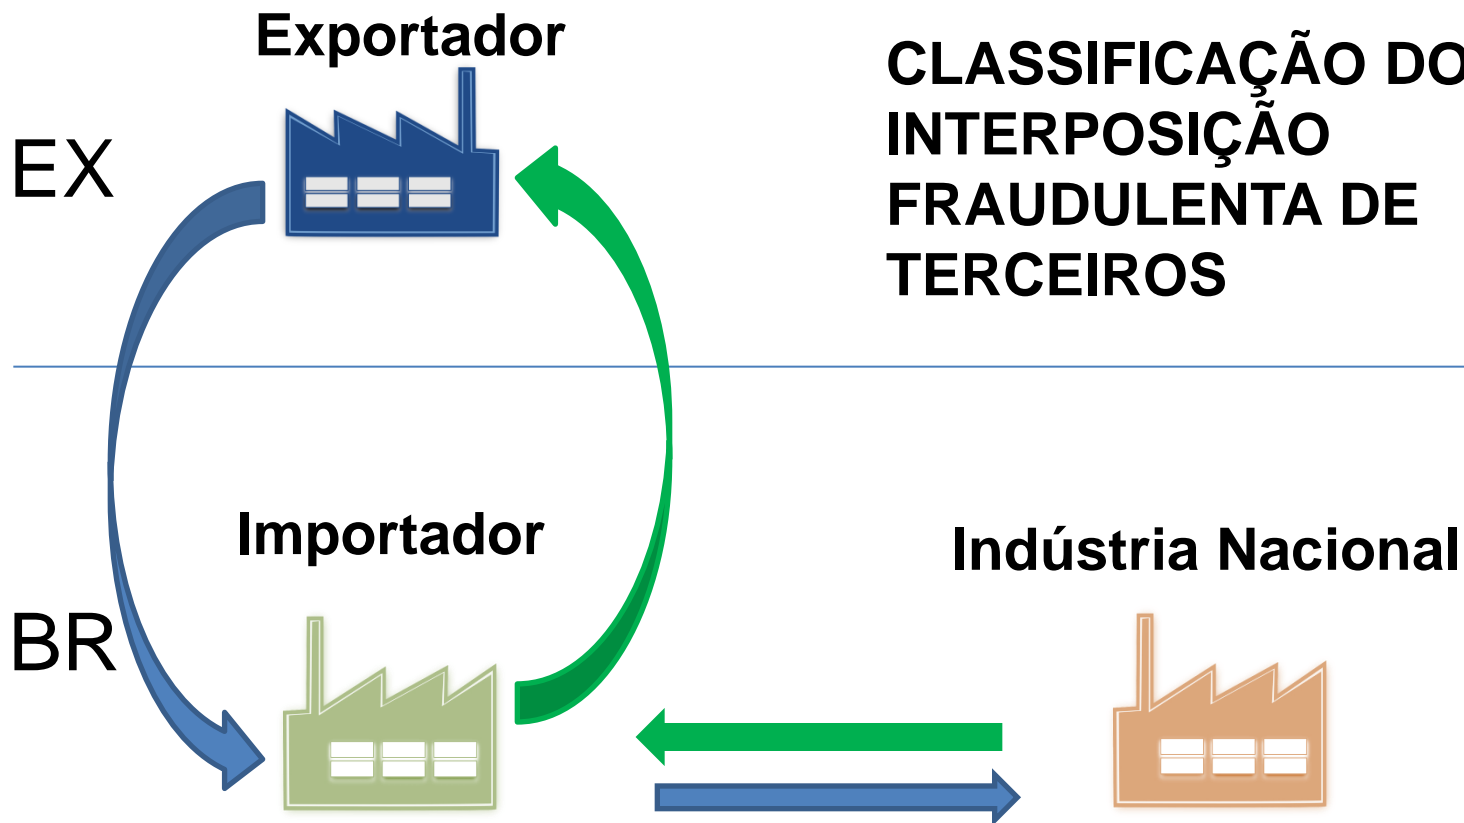 Exportador
CLASSIFICAÇÃO DO
INTERPOSIÇÃO
FRAUDULENTA DE
TERCEIROS
EX
Importador
Indústria Nacional
BR